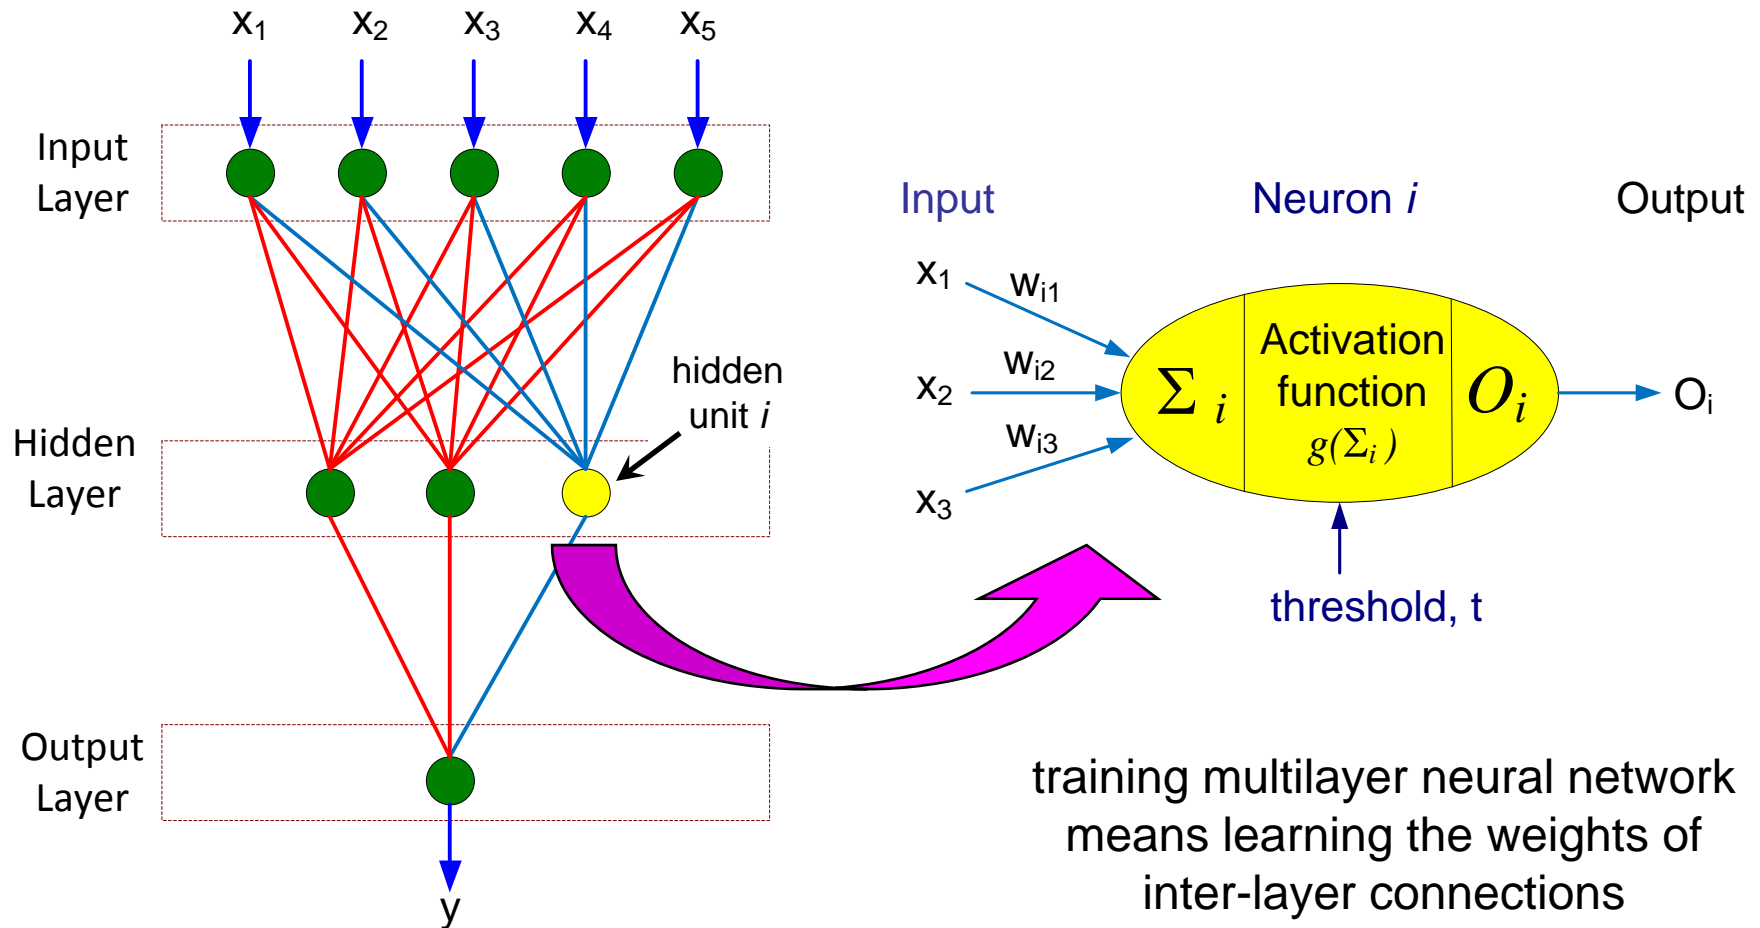 x₁ x₂ x₃ x₄ x₅
Input
Layer
Hidden
Layer
hidden
unit i
Output
Layer
y
Input Neuron i Output
x₁
wᵢ₁
x₂
wᵢ₂
x₃
wᵢ₃
Σ ᵢ
Activation
function
g(Σᵢ )
Oᵢ
Oᵢ
threshold, t
training multilayer neural network
means learning the weights of
inter-layer connections